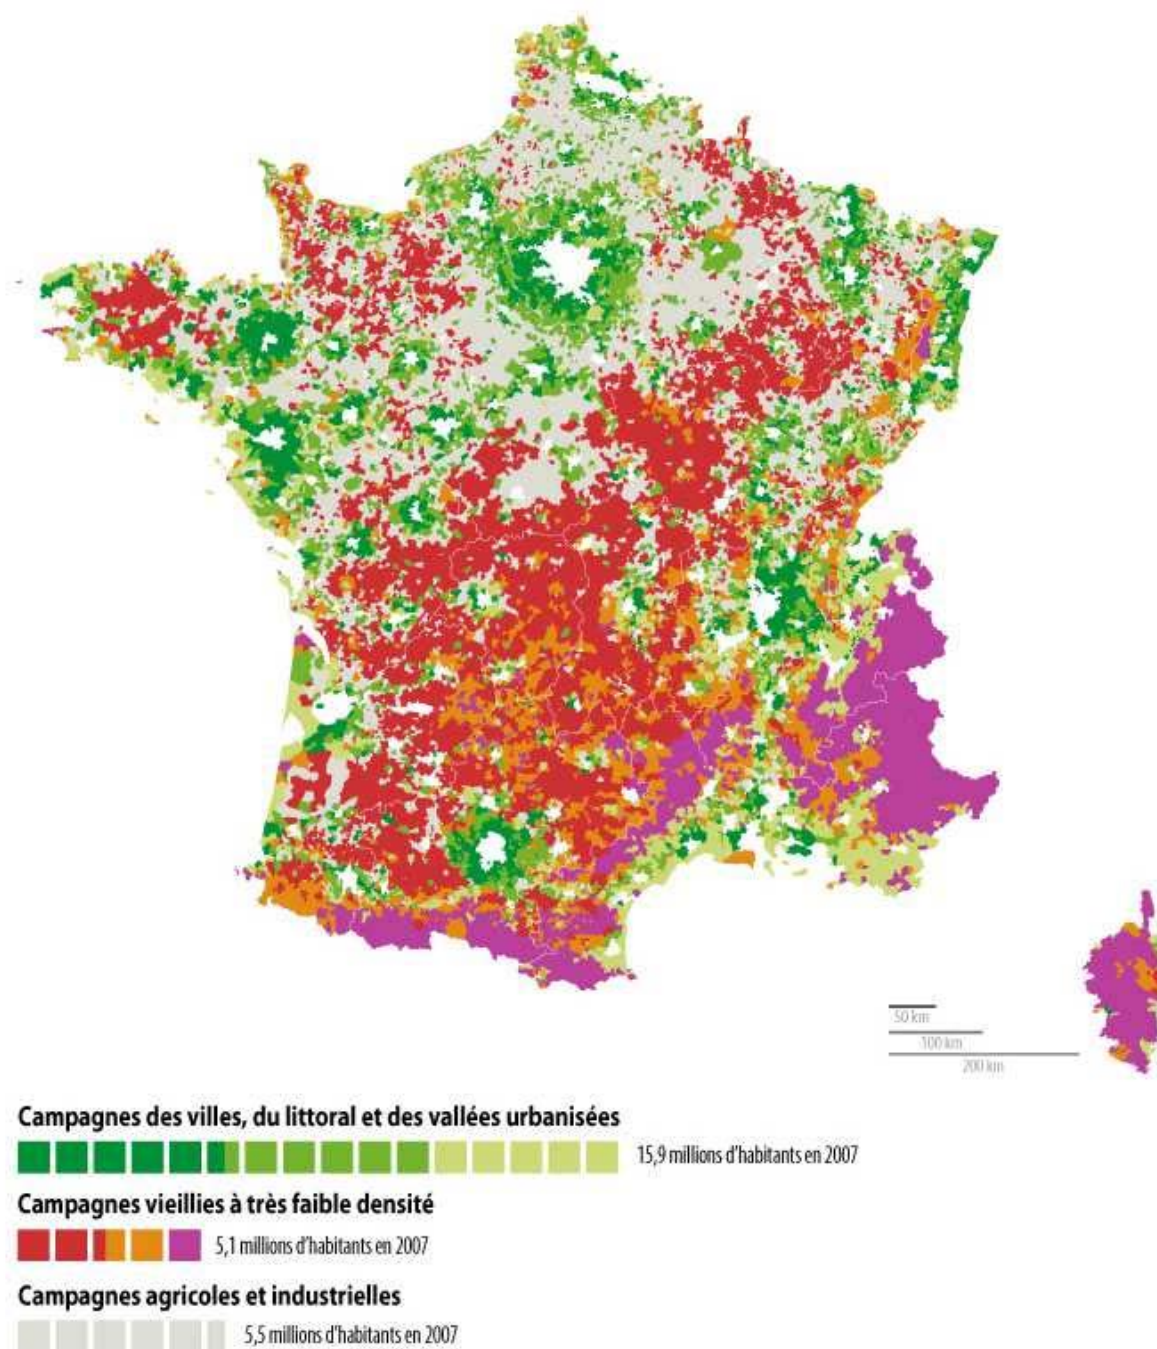 50 km
100 km
200 km
Campagnes des villes, du littoral et des vallées urbanisées
15,9 millions d'habitants en 2007
Campagnes vieillies à très faible densité
5,1 millions d'habitants en 2007
Campagnes agricoles et industrielles
5,5 millions d'habitants en 2007